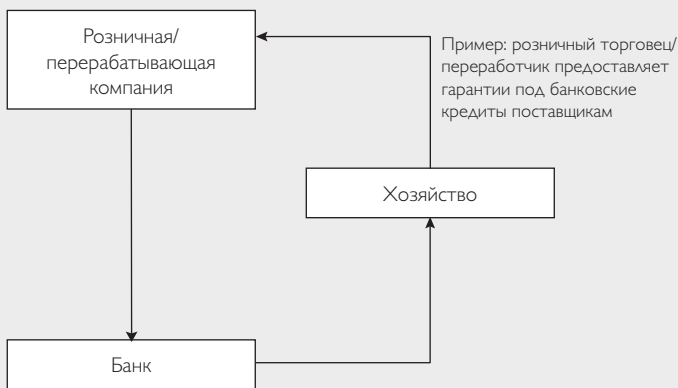 Розничная/
перерабатывающая
компания
Пример: розничный торговец/
переработчик предоставляет
гарантии под банковские
кредиты поставщикам
Хозяйство
Банк